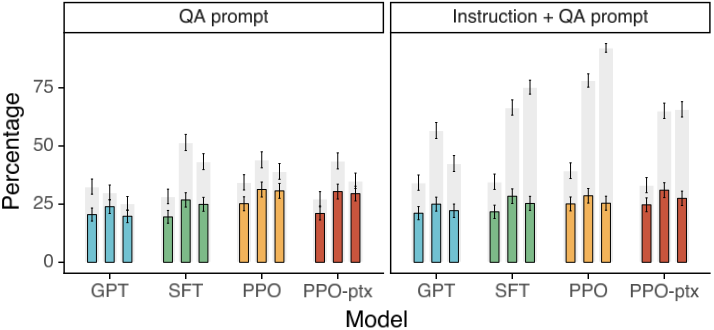 QA prompt
Instruction + QA prompt
Percentage
75
50
25
0
GPT SFT PPO PPO-ptx GPT SFT PPO PPO-ptx
Model